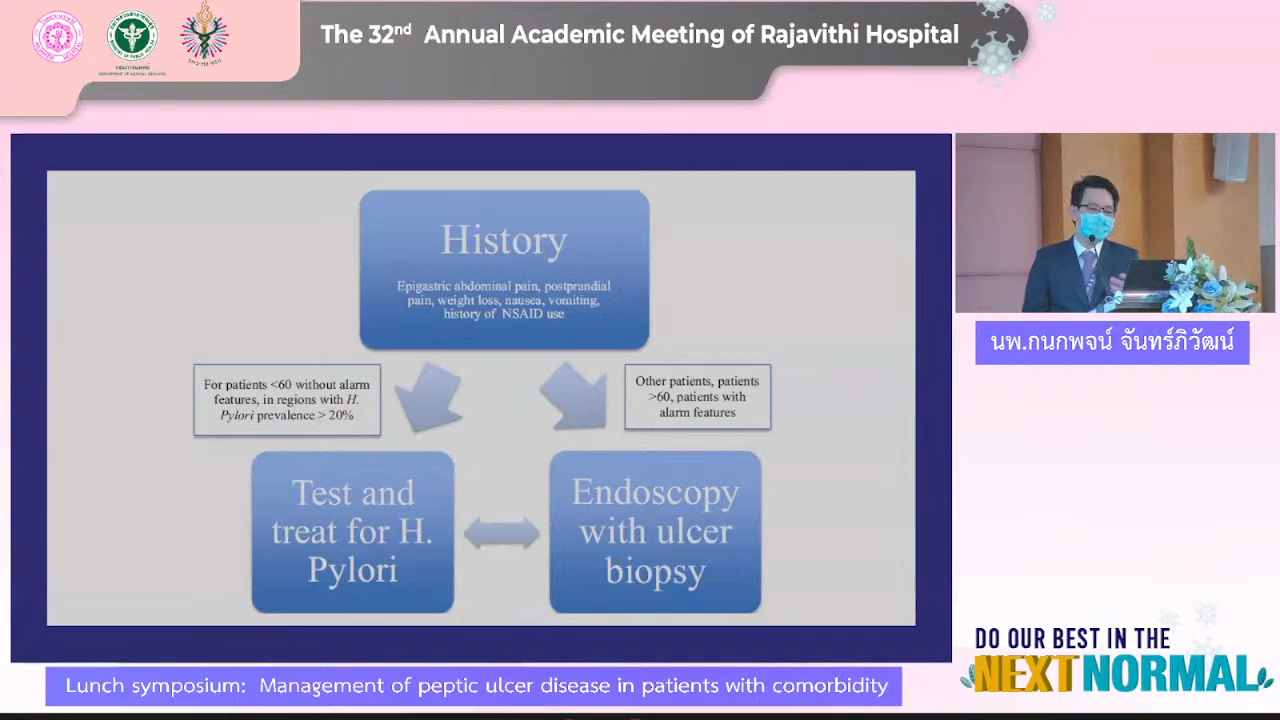 The 32nd Annual Academic Meeting of Rajavithi Hospital
History
Epigastric abdominal pain, postprandial
pain, weight loss, nausea, vomiting,
history of NSAID use
For patients <60 without alarm
features, in regions with H.
Pylori prevalence > 20%
Other patients, patients
>60, patients with
alarm features
Test and
treat for H.
Pylori
Endoscopy
with ulcer
biopsy
นพ.กนกพจน์ จันทร์ภิวัฒน์
DO OUR BEST IN THE
NEXT NORMAL
Lunch symposium: Management of peptic ulcer disease in patients with comorbidity